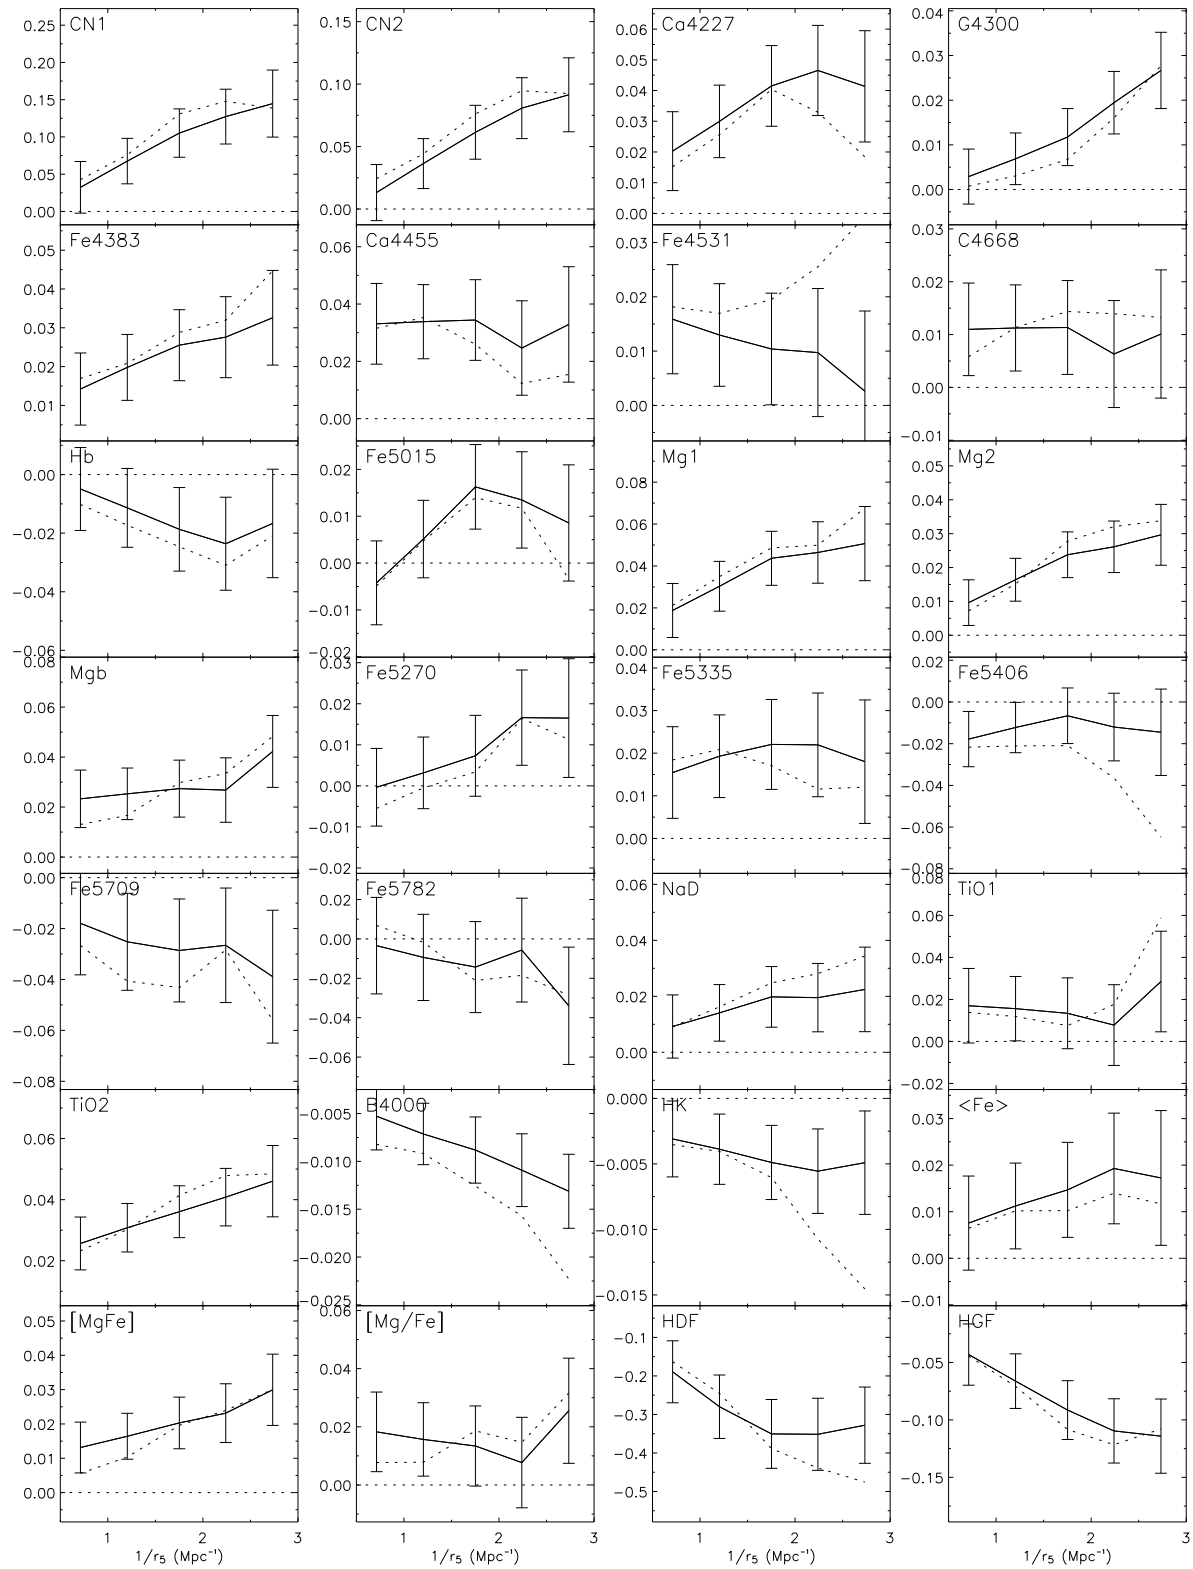 CN1 CN2 Ca4227 G4300
0.25 0.15 0.06 0.04
0.20 0.05 0.03
0.15 0.10 0.04 0.02
0.10 0.03
0.05 0.05 0.02 0.01
0.00 0.00 0.01 0.00
0.00
Fe4383 Ca4455 Fe4531 C4668
0.05 0.06 0.03 0.03
0.04 0.04 0.02 0.02
0.03 0.01
0.02 0.02 0.01 0.00
0.01 0.00 0.00 −0.01
Hb Fe5015 Mg1 Mg2
0.00 0.02 0.08 0.05
−0.02 0.01 0.06 0.04
0.00 0.04 0.03
−0.04 −0.01 0.02 0.02
0.01
−0.06 −0.02 0.00 0.00
Mgb Fe5270 Fe5335 Fe5406
0.08 0.03 0.04 0.02
0.06 0.02 0.03 0.00
0.04 0.01 0.02 −0.02
0.02 0.00 0.01 −0.04
−0.01 −0.06
0.00 −0.02 0.00 −0.08
Fe5709 Fe5782 NaD TiO1
0.00 0.02 0.06 0.08
−0.02 0.00 0.04 0.06
−0.04 −0.02 0.02 0.04
−0.06 −0.04 0.02
−0.08 −0.06 0.00 0.00
−0.02
TiO2 B4000 HK <Fe>
0.06 −0.005 0.000 0.03
−0.010 −0.005 0.02
0.04 −0.015 −0.010 0.01
0.02 −0.020 0.00
−0.025 −0.015 −0.01
[MgFe] [Mg/Fe] HDF HGF
0.05 0.06 −0.1 −0.05
0.04 0.04 −0.2
0.03 −0.3 −0.10
0.02 0.02 −0.4
0.01 −0.5 −0.15
0.00 0.00
1 2 3 1 2 3 1 2 3 1 2 3
1/r5 (Mpc⁻¹) 1/r5 (Mpc⁻¹) 1/r5 (Mpc⁻¹) 1/r5 (Mpc⁻¹)